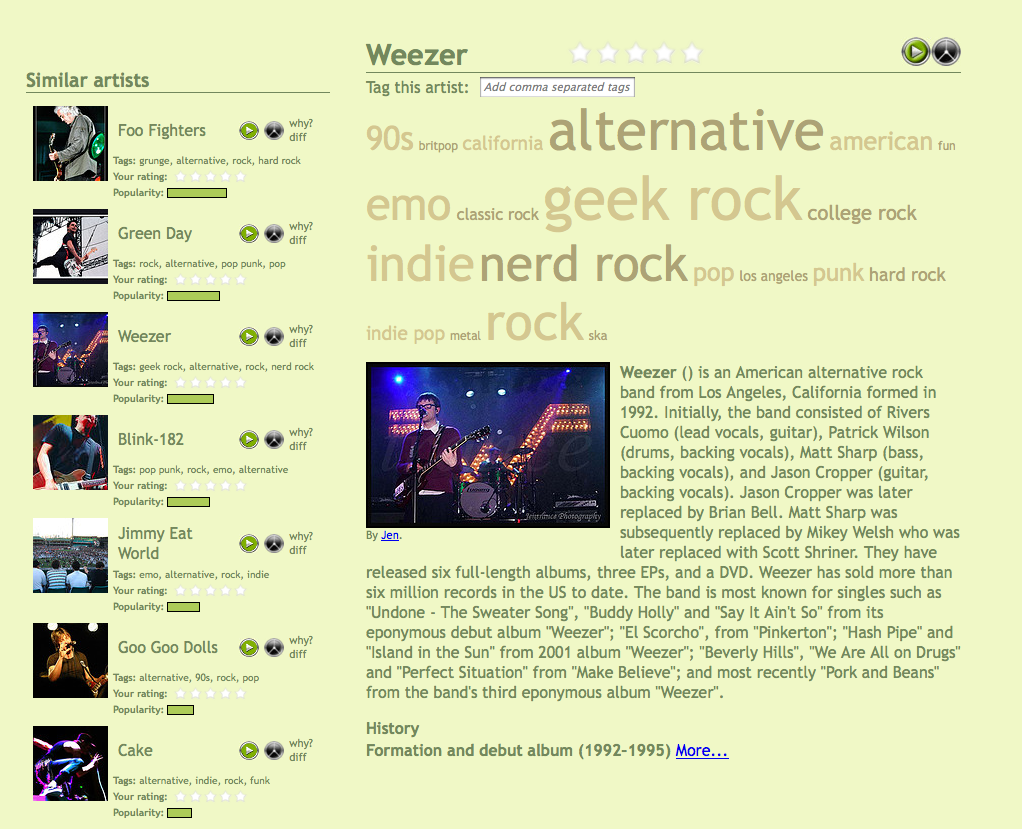 Similar artists
Foo Fighters
why?
diff
Tags: grunge, alternative, rock, hard rock
Your rating:
Popularity:
Green Day
why?
diff
Tags: rock, alternative, pop punk, pop
Your rating:
Popularity:
Weezer
why?
diff
Tags: geek rock, alternative, rock, nerd rock
Your rating:
Popularity:
Blink-182
why?
diff
Tags: pop punk, rock, emo, alternative
Your rating:
Popularity:
Jimmy Eat
World
why?
diff
Tags: emo, alternative, rock, indie
Your rating:
Popularity:
Goo Goo Dolls
why?
diff
Tags: alternative, 90s, rock, pop
Your rating:
Popularity:
Cake
why?
diff
Tags: alternative, indie, rock, funk
Your rating:
Popularity:
Weezer
Tag this artist: Add comma separated tags
90s britpop california alternative american fun
emo classic rock geek rock college rock
indie nerd rock pop los angeles punk hard rock
indie pop metal rock ska
Jenniturce Photography
By Jen.
Weezer () is an American alternative rock
band from Los Angeles, California formed in
1992. Initially, the band consisted of Rivers
Cuomo (lead vocals, guitar), Patrick Wilson
(drums, backing vocals), Matt Sharp (bass,
backing vocals), and Jason Cropper (guitar,
backing vocals). Jason Cropper was later
replaced by Brian Bell. Matt Sharp was
subsequently replaced by Mikey Welsh who was
later replaced with Scott Shriner. They have
released six full-length albums, three EPs, and a DVD. Weezer has sold more than
six million records in the US to date. The band is most known for singles such as
"Undone - The Sweater Song", "Buddy Holly" and "Say It Ain't So" from its
eponymous debut album "Weezer"; "El Scorcho", from "Pinkerton"; "Hash Pipe" and
"Island in the Sun" from 2001 album "Weezer"; "Beverly Hills", "We Are All on Drugs"
and "Perfect Situation" from "Make Believe"; and most recently "Pork and Beans"
from the band's third eponymous album "Weezer".
History
Formation and debut album (1992-1995) More...